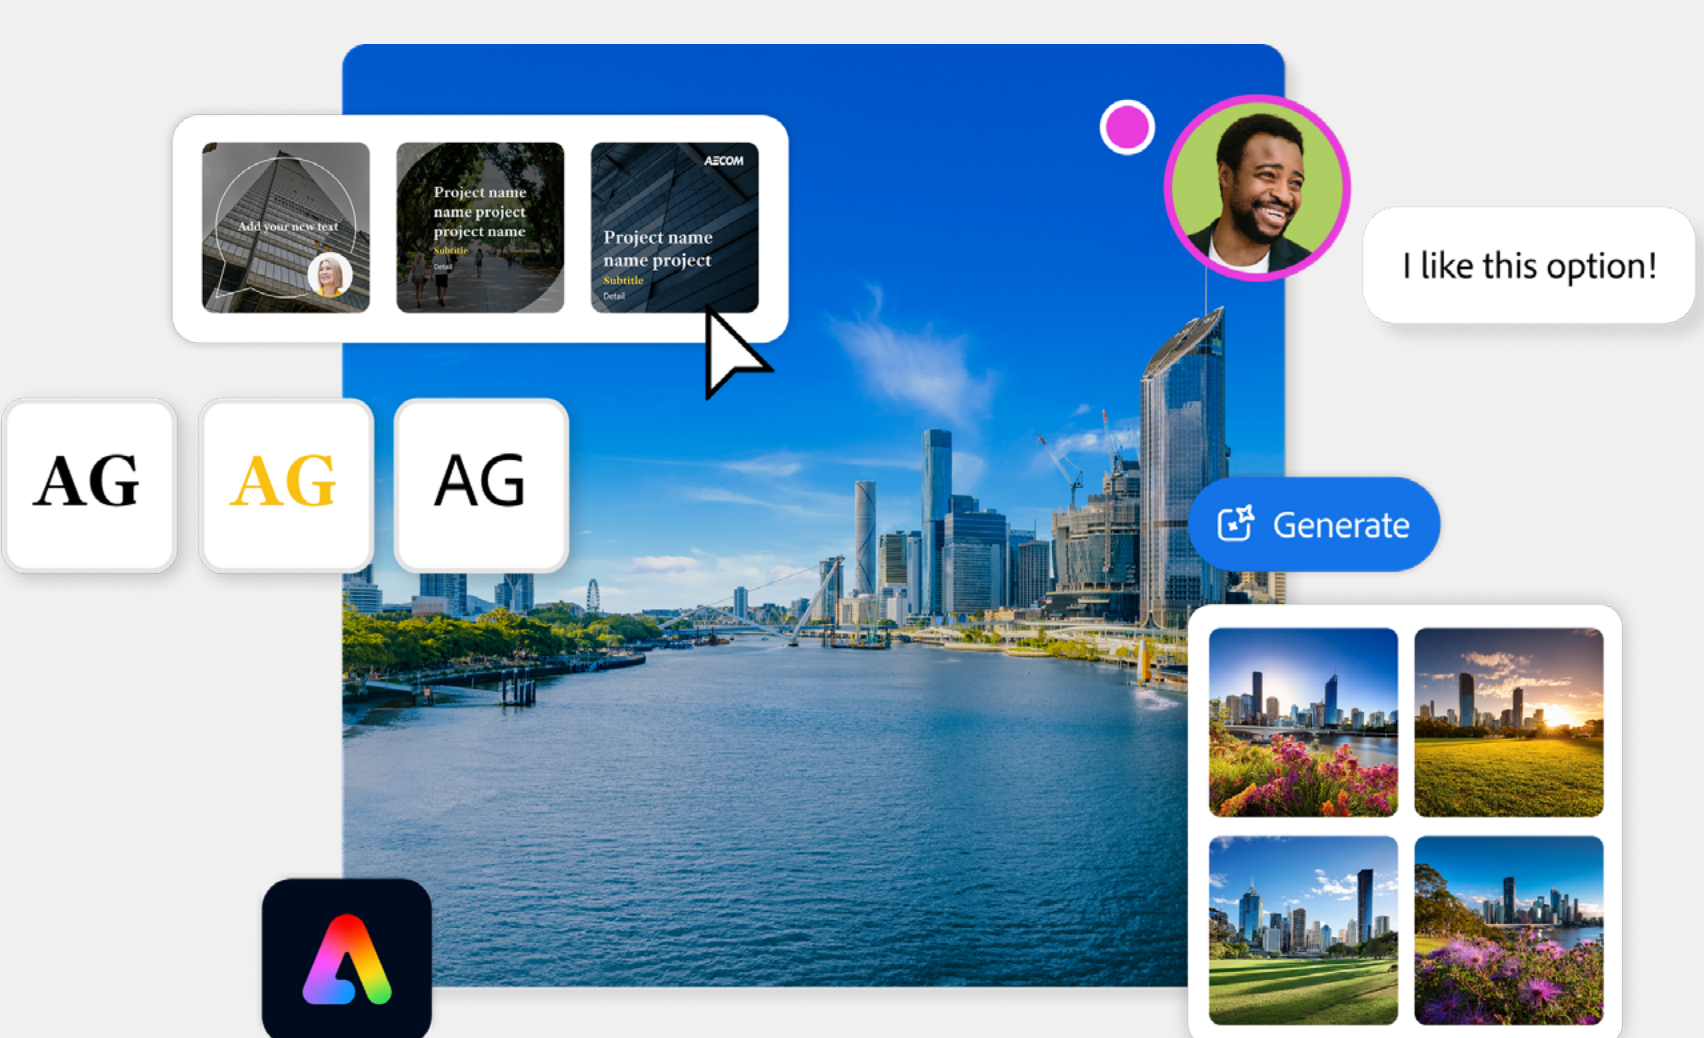 Add your new text
Project name
name project
project name
Subtitle
Detail
AECOM
Project name
name project
Subtitle
Detail
I like this option!
AG
AG
AG
Generate